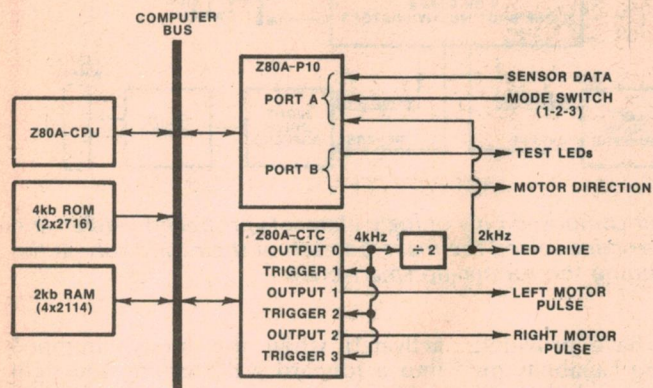 COMPUTER
BUS
Z80A-CPU
4kb ROM
(2x2716)
2kb RAM
(4x2114)
Z80A-P10
PORT A
PORT B
SENSOR DATA
MODE SWITCH
(1-2-3)
TEST LEDs
MOTOR DIRECTION
Z80A-CTC
OUTPUT 0
TRIGGER 1
OUTPUT 1
TRIGGER 2
OUTPUT 2
TRIGGER 3
4kHz
÷ 2
2kHz
LED DRIVE
LEFT MOTOR
PULSE
RIGHT MOTOR
PULSE